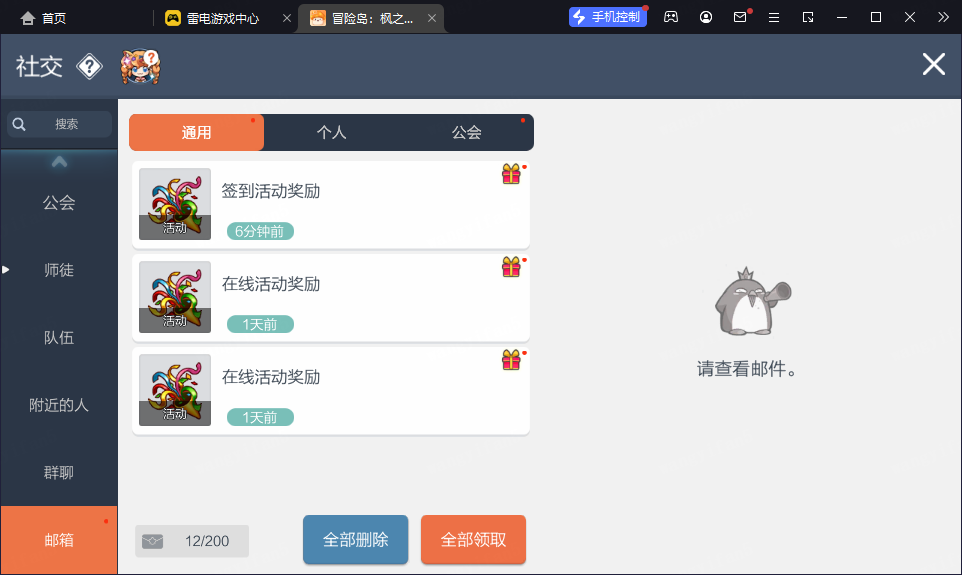 首页
雷电游戏中心
冒险岛：枫之...
手机控制
社交
搜索
通用
个人
公会
公会
师徒
队伍
附近的人
群聊
邮箱
签到活动奖励
活动
6分钟前
在线活动奖励
活动
1天前
在线活动奖励
活动
1天前
请查看邮件。
12/200
全部删除
全部领取